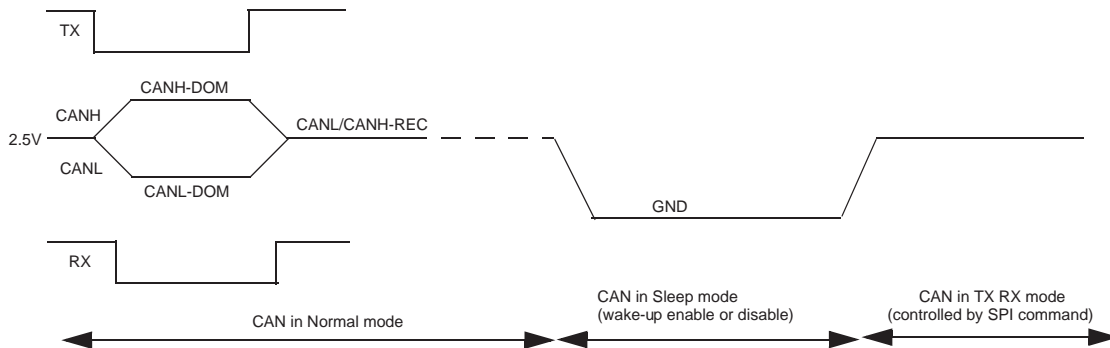 TX
CANH-DOM
CANH
CANL/CANH-REC
2.5V
CANL
CANL-DOM
GND
RX
CAN in Normal mode
CAN in Sleep mode
(wake-up enable or disable)
CAN in TX RX mode
(controlled by SPI command)